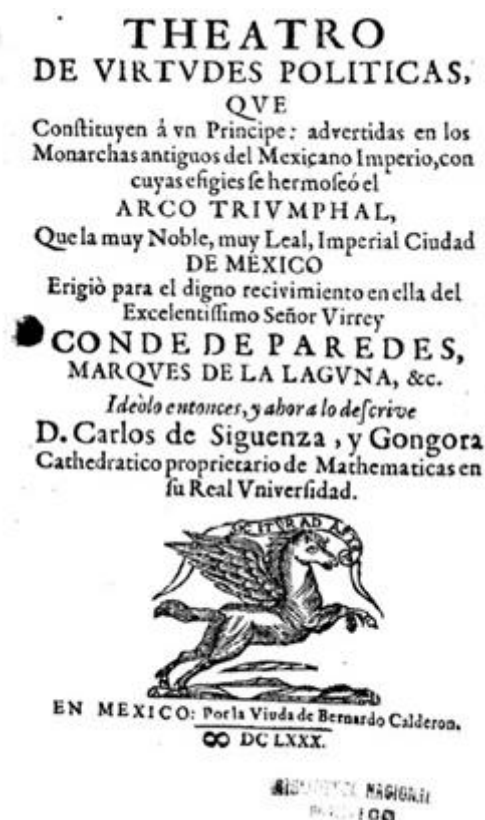 THEATRO
DE VIRTVDES POLITICAS,
QVE
Conſtituyen á vn Principe: advertidas en los
Monarchas antiguos del Mexicano Imperio,con
cuyas efigies ſe hermoſeó el
ARCO TRIVMPHAL,
Que la muy Noble, muy Leal, Imperial Ciudad
DE MEXICO
Erigiò para el digno recivimiento en ella del
Excelentiſſimo Señor Virrey
CONDE DE PAREDES,
MARQVES DE LA LAGVNA, &c.
Ideòlo entonces, y ahora lo deſcrive
D. Carlos de Siguenza, y Gongora
Cathedratico proprietario de Mathematicas en
ſu Real Vniverſidad.
ITUR AD
EN MEXICO: Por la Viuda de Bernardo Calderon.
ↀ DC LXXX.
NACIONAL